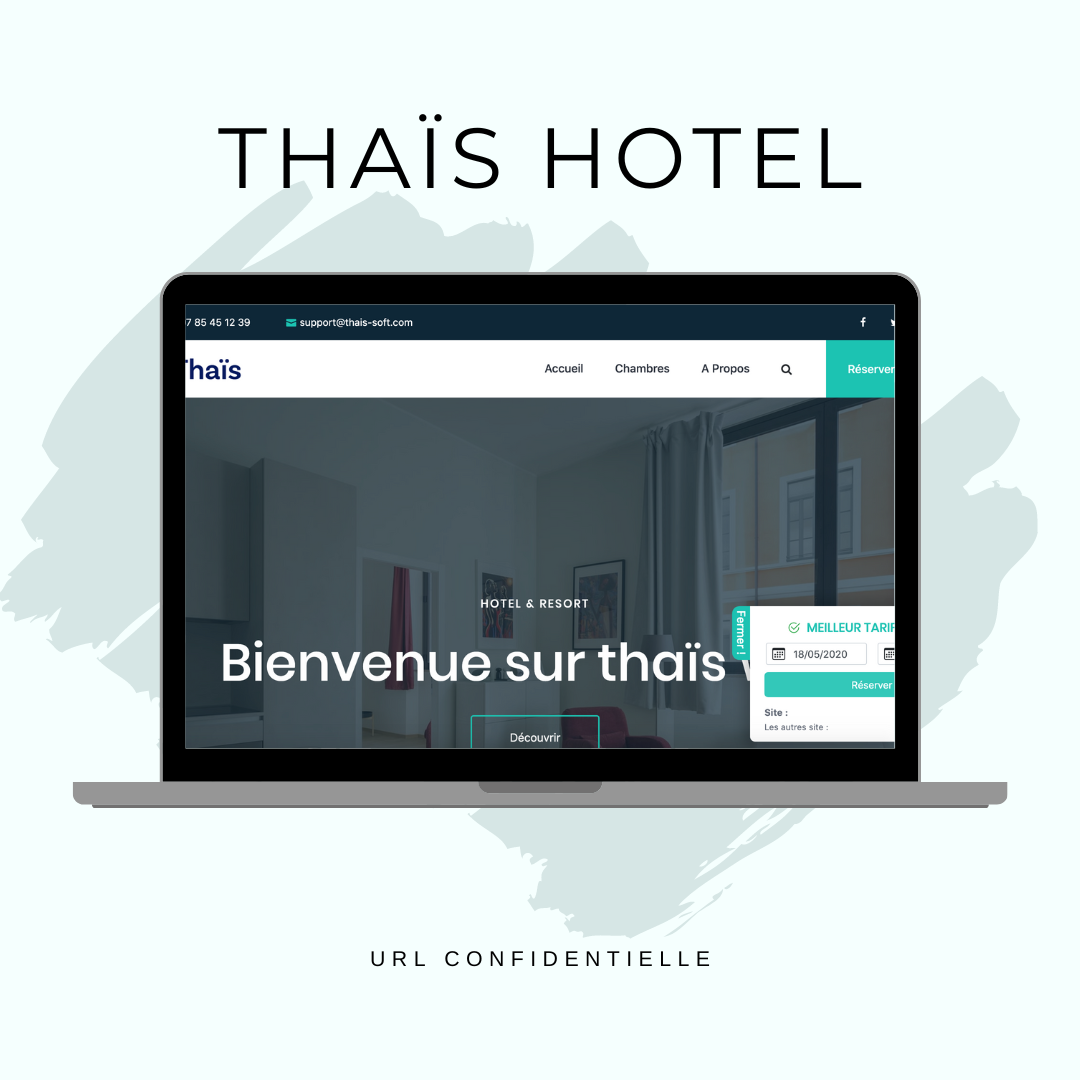 THAÏS HOTEL
7 85 45 12 39 support@thais-soft.com
Thaïs Accueil Chambres A Propos Réserver
HOTEL & RESORT
Bienvenue sur thaïs
Découvrir
Fermer !
MEILLEUR TARIF
18/05/2020
Réserver
Site :
Les autres site :
URL CONFIDENTIELLE